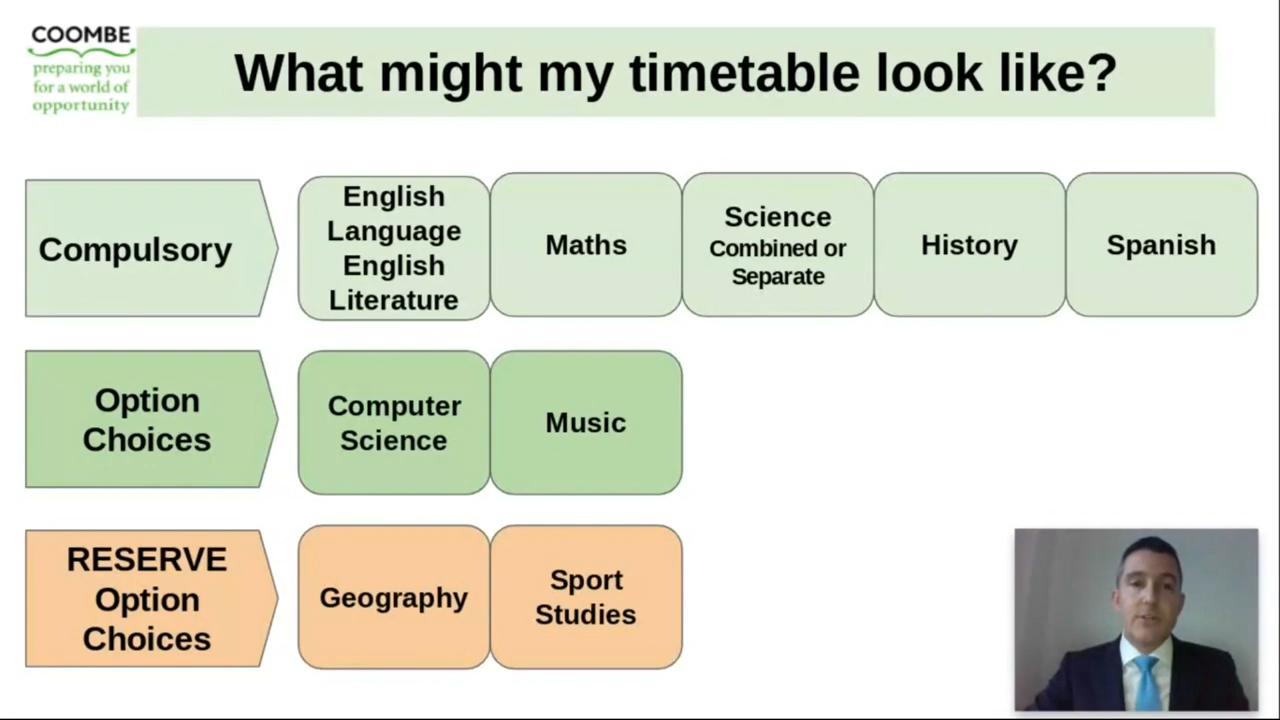 COOMBE
preparing you
for a world of
opportunity
What might my timetable look like?
Compulsory
English
Language
English
Literature
Maths
Science
Combined or
Separate
History
Spanish
Option
Choices
Computer
Science
Music
RESERVE
Option
Choices
Geography
Sport
Studies